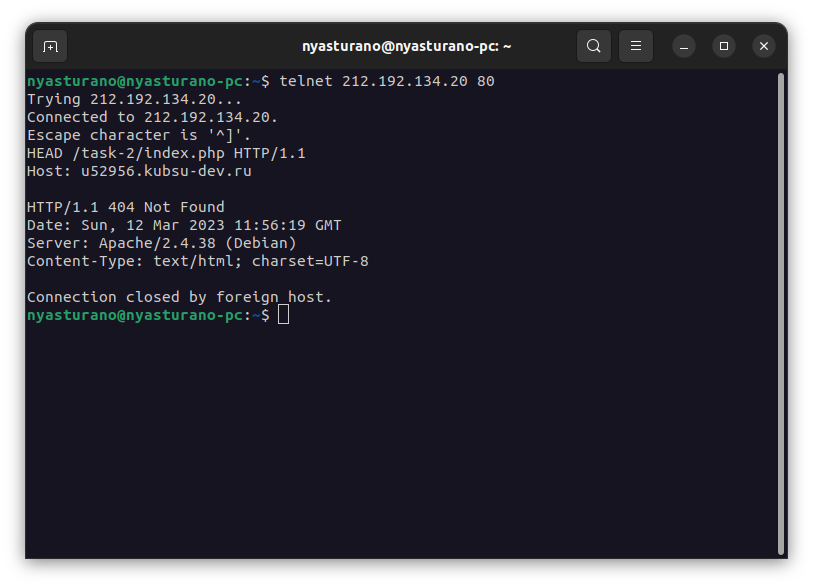 nyasturano@nyasturano-pc: ~
nyasturano@nyasturano-pc:~$ telnet 212.192.134.20 80
Trying 212.192.134.20...
Connected to 212.192.134.20.
Escape character is '^]'.
HEAD /task-2/index.php HTTP/1.1
Host: u52956.kubsu-dev.ru
HTTP/1.1 404 Not Found
Date: Sun, 12 Mar 2023 11:56:19 GMT
Server: Apache/2.4.38 (Debian)
Content-Type: text/html; charset=UTF-8
Connection closed by foreign host.
nyasturano@nyasturano-pc:~$